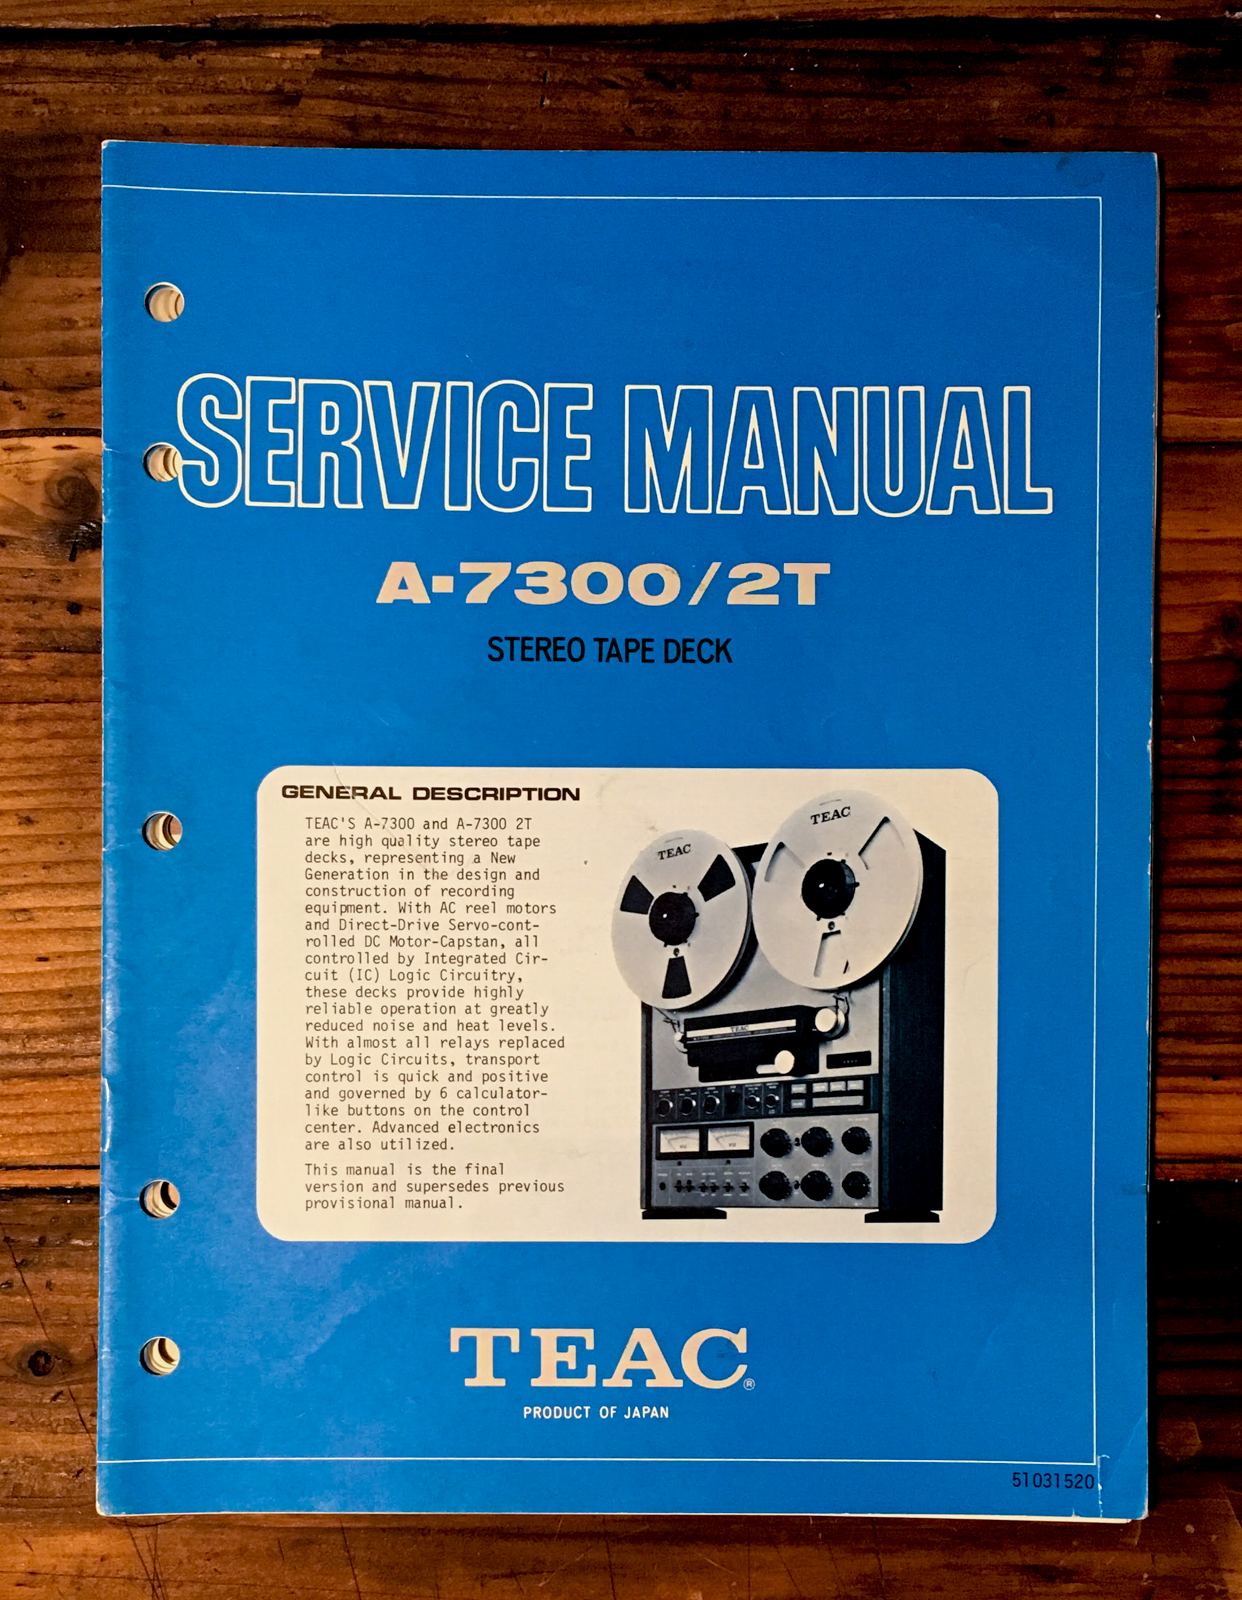 SERVICE MANUAL
A-7300/2T
STEREO TAPE DECK
GENERAL DESCRIPTION
TEAC'S A-7300 and A-7300 2T
are high quality stereo tape
decks, representing a New
Generation in the design and
construction of recording
equipment. With AC reel motors
and Direct-Drive Servo-cont-
rolled DC Motor-Capstan, all
controlled by Integrated Cir-
cuit (IC) Logic Circuitry,
these decks provide highly
reliable operation at greatly
reduced noise and heat levels.
With almost all relays replaced
by Logic Circuits, transport
control is quick and positive
and governed by 6 calculator-
like buttons on the control
center. Advanced electronics
are also utilized.
This manual is the final
version and supersedes previous
provisional manual.
TEAC
TEAC
TEAC
VU
VU
TEAC®
PRODUCT OF JAPAN
51031520